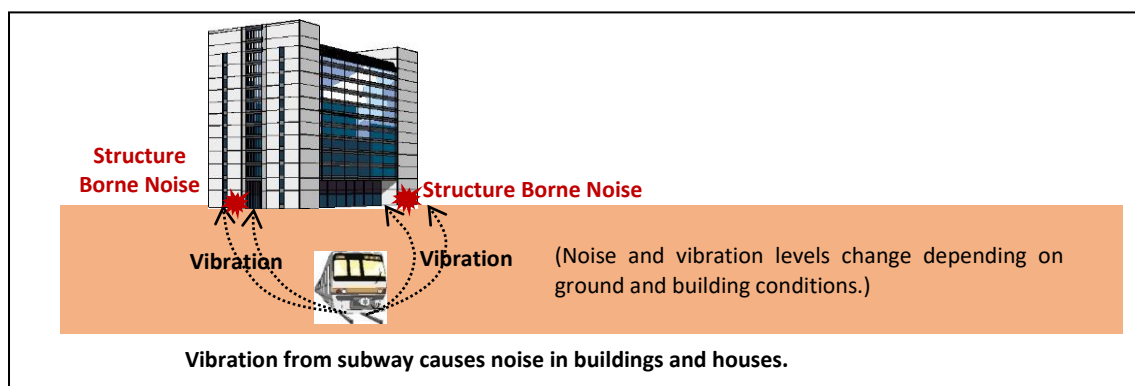 Structure
Borne Noise
Structure Borne Noise
Vibration
Vibration
(Noise and vibration levels change depending on
ground and building conditions.)
Vibration from subway causes noise in buildings and houses.